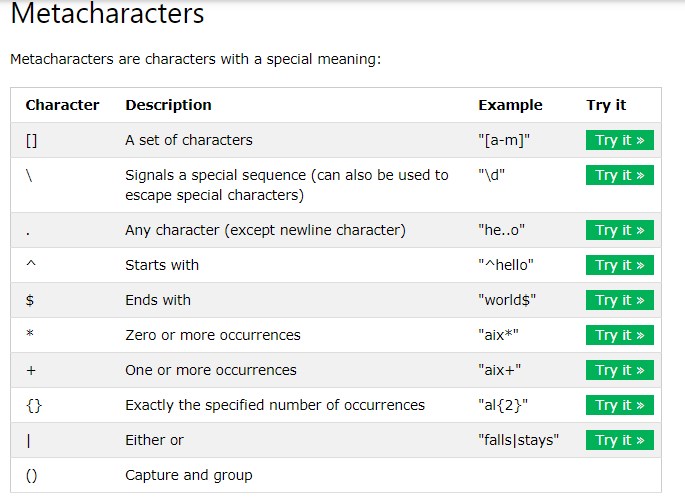 Metacharacters
Metacharacters are characters with a special meaning:
Character Description Example Try it
[] A set of characters "[a-m]" Try it »
\ Signals a special sequence (can also be used to "\d" Try it »
escape special characters)
. Any character (except newline character) "he..o" Try it »
^ Starts with "^hello" Try it »
$ Ends with "world$" Try it »
* Zero or more occurrences "aix*" Try it »
+ One or more occurrences "aix+" Try it »
{} Exactly the specified number of occurrences "al{2}" Try it »
| Either or "falls|stays" Try it »
() Capture and group